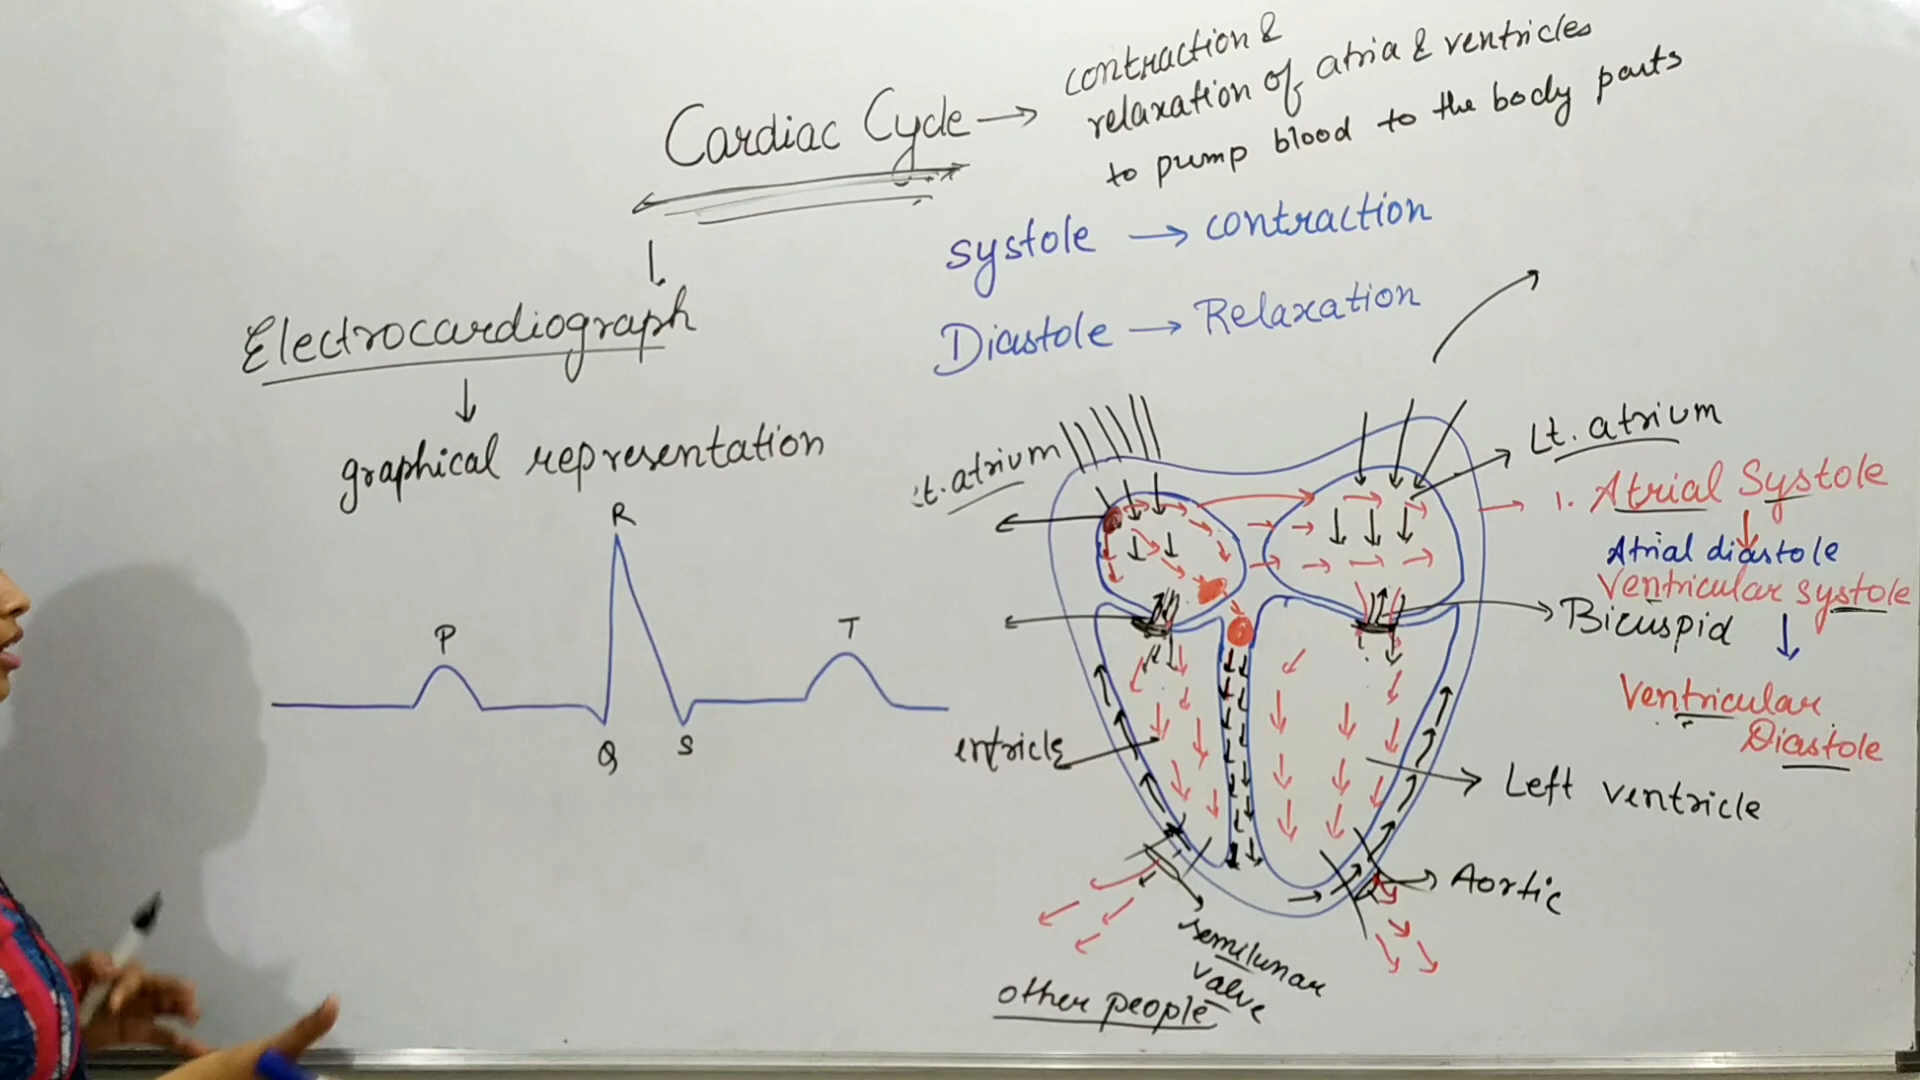 Cardiac Cycle → contraction &
relaxation of atria & ventricles
to pump blood to the body parts
systole → contraction
Diastole → Relaxation
Electrocardiograph
↓
graphical representation
R
P
T
Q
S
t. atrium
Lt. atrium
1. Atrial Systole
Atrial diastole
Ventricular systole
Bicuspid
Ventricular
Diastole
entricle
Left ventricle
Aortic
semilunar
valve
other people